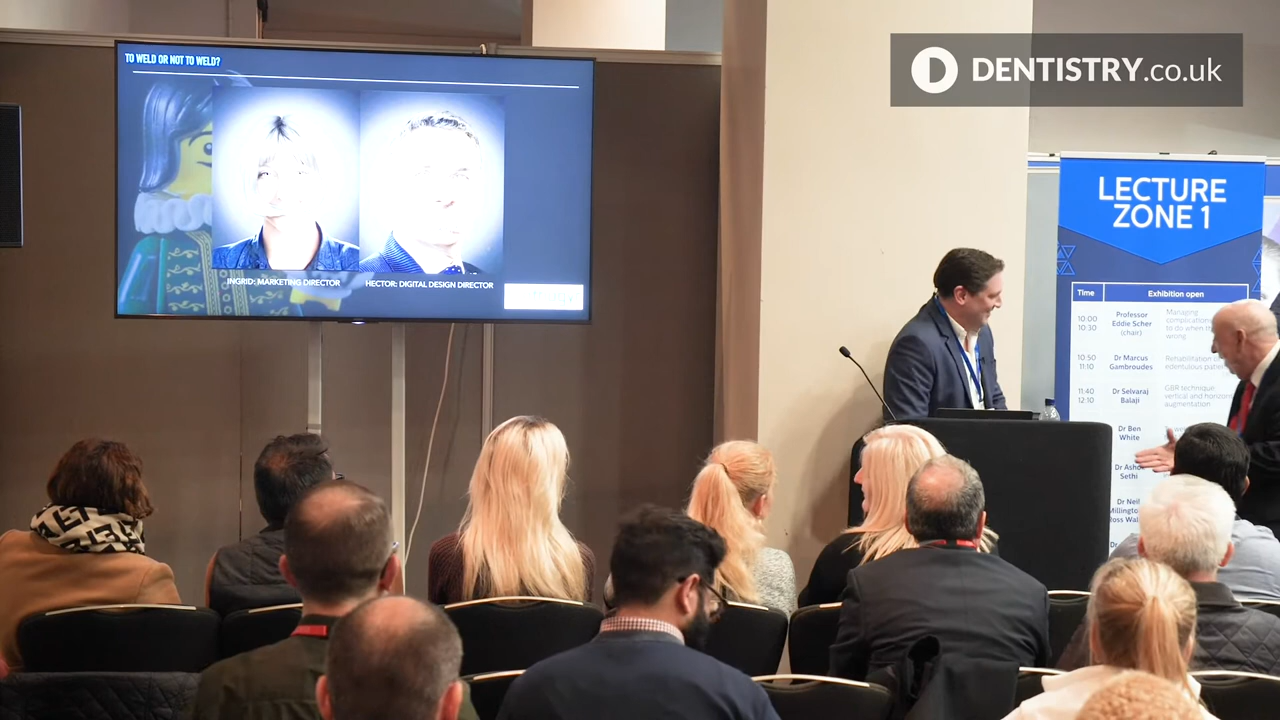 TO WELD OR NOT TO WELD?
INGRID: MARKETING DIRECTOR
HECTOR: DIGITAL DESIGN DIRECTOR
D DENTISTRY.co.uk
LECTURE
ZONE 1
Time Exhibition open
10:00
10:30
Professor
Eddie Scher
(chair)
Managing
complications
to do when
wrong
10:50
11:10
Dr Marcus
Gambroudes
Rehabilitation
edentulous
11.40
12:10
Dr Selvaraj
Balaji
GBR technique
vertical and
augmentation
Dr Ben
White
Dr
Sethi
Dr Neil